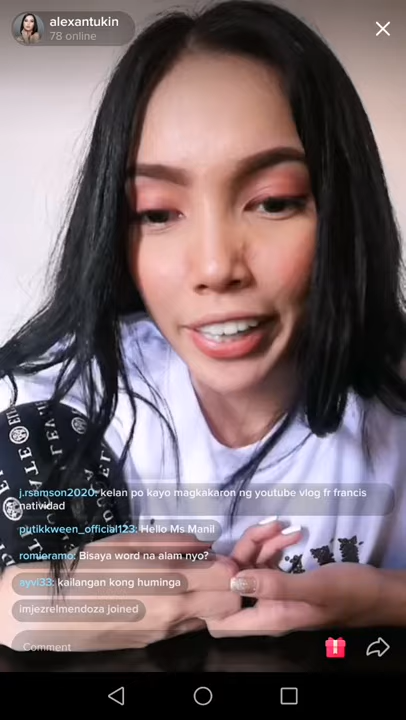 alexantukin
78 online
j.rsamson2020: kelan po kayo magkakaron ng youtube vlog fr francis
natividad
putikkween_official123: Hello Ms Manil
romieramo: Bisaya word na alam nyo?
ayvi33: kailangan kong huminga
imjezrelmendoza joined
Comment